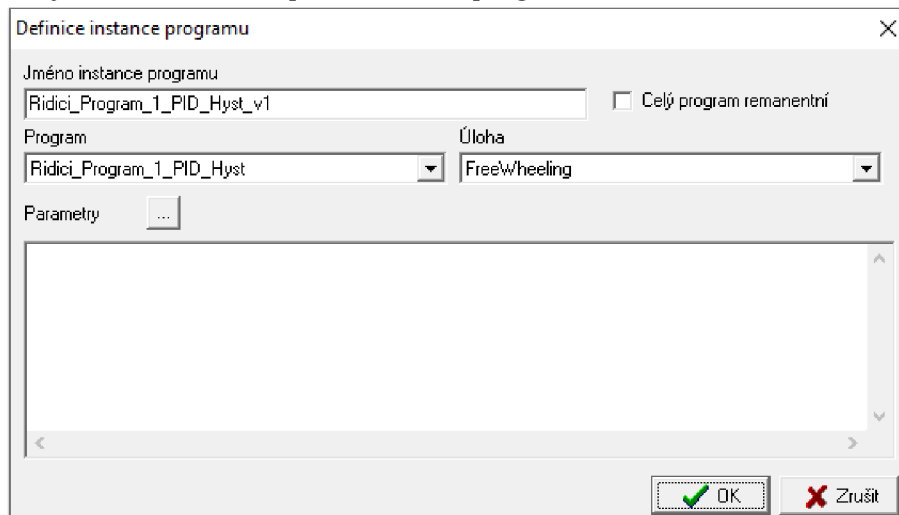 Definice instance programu
Jméno instance programu
Ridici_Program_1_PID_Hyst_v1
Celý program remanentní
Program
Úloha
Ridici_Program_1_PID_Hyst
FreeWheeling
Parametry ...
OK
Zrušit